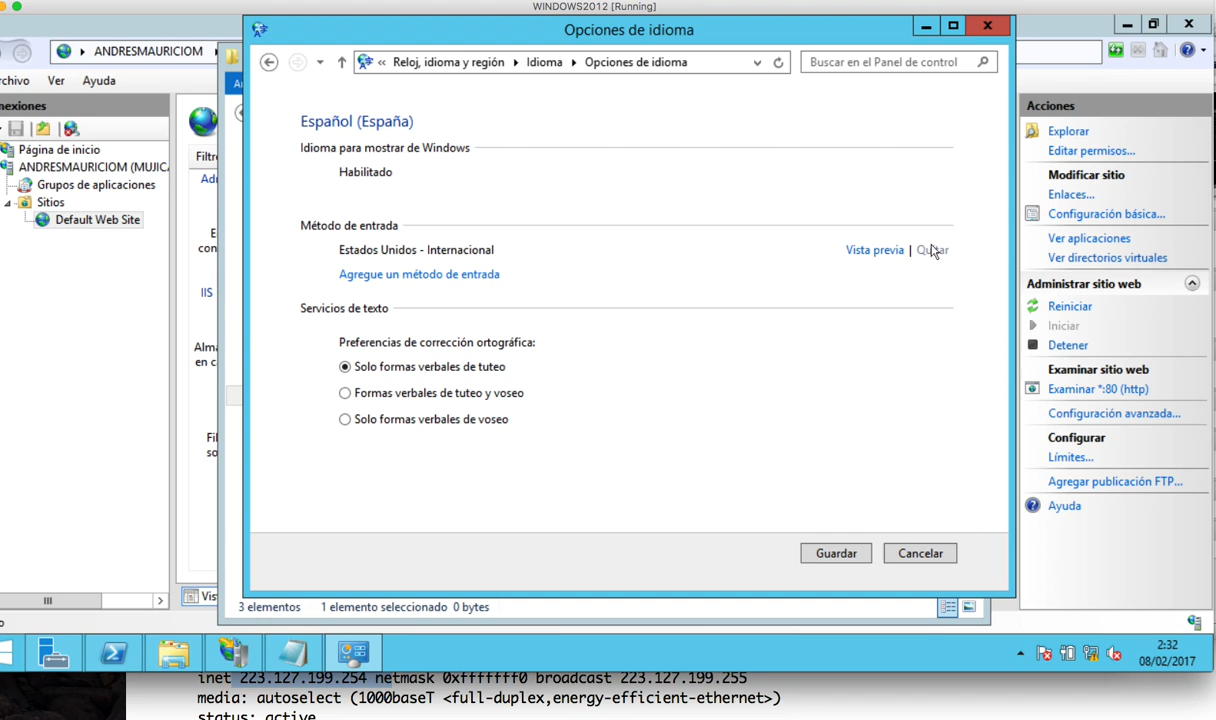 WINDOWS2012 [Running]
Opciones de idioma
ANDRESMAURICIOM
Reloj, idioma y región
Idioma
Opciones de idioma
Buscar en el Panel de control
Ver
Ayuda
Página de inicio
ANDRESMAURICIOM (MUJICA
Grupos de aplicaciones
Sitios
Default Web Site
IIS
Español (España)
Idioma para mostrar de Windows
Habilitado
Método de entrada
Estados Unidos - Internacional
Vista previa |
Agregue un método de entrada
Servicios de texto
Preferencias de corrección ortográfica:
Solo formas verbales de tuteo
Formas verbales de tuteo y voseo
Solo formas verbales de voseo
Guardar
Cancelar
3 elementos
1 elemento seleccionado 0 bytes
Acciones
Explorar
Editar permisos...
Modificar sitio
Enlaces...
Configuración básica...
Ver aplicaciones
Ver directorios virtuales
Administrar sitio web
Reiniciar
Iniciar
Detener
Examinar sitio web
Examinar *:80 (http)
Configuración avanzada...
Configurar
Límites...
Agregar publicación FTP...
Ayuda
2:32
08/02/2017
inet 223.127.199.254 netmask 0xfffffff0 broadcast 223.127.199.255
media: autoselect (1000baseT <full-duplex,energy-efficient-ethernet>)
status: active